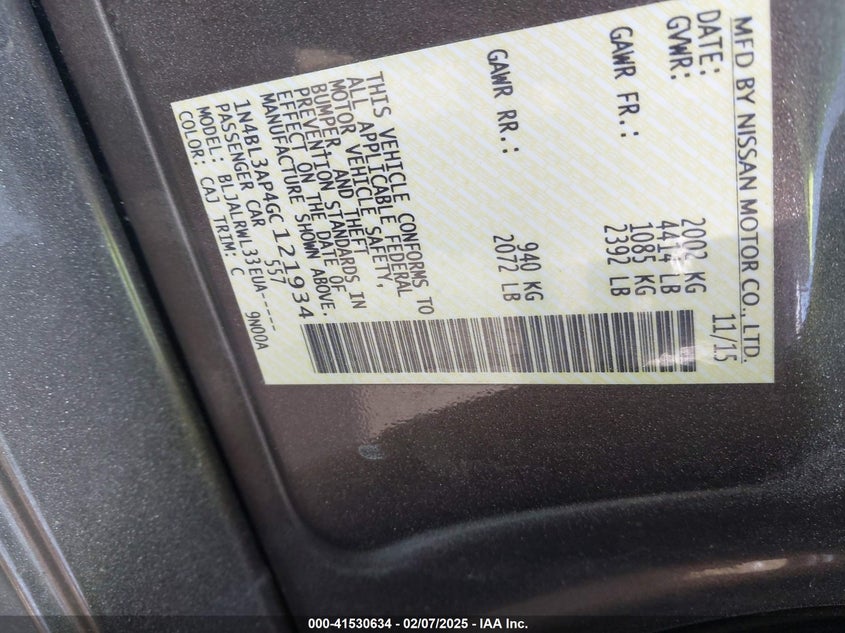 MFD BY NISSAN MOTOR CO., LTD.
DATE: 11/15
GVWR: 2002 KG
4414 LB
GAWR FR.: 1085 KG
2392 LB
GAWR RR.: 940 KG
2072 LB
THIS VEHICLE CONFORMS TO
ALL APPLICABLE FEDERAL
MOTOR VEHICLE SAFETY,
BUMPER, AND THEFT
PREVENTION STANDARDS IN
EFFECT ON THE DATE OF
MANUFACTURE SHOWN ABOVE.
1N4BL3AP4GC121934
PASSENGER CAR 557
MODEL: BLJALRWL33EUA-----
COLOR: CAJ TRIM: C 9N00A
000-41530634 - 02/07/2025 - IAA Inc.